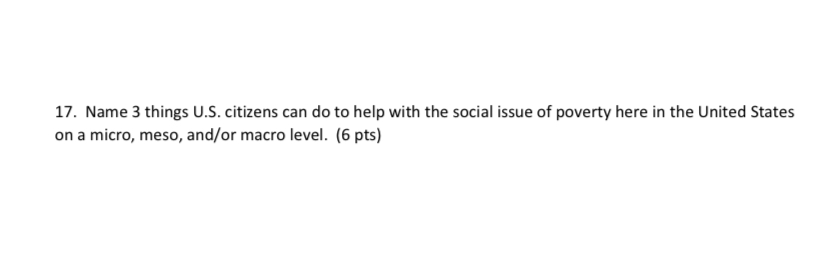 17. Name 3 things U.S. citizens can do to help with the social issue of poverty here in the United States
on a micro, meso, and/or macro level. (6 pts)